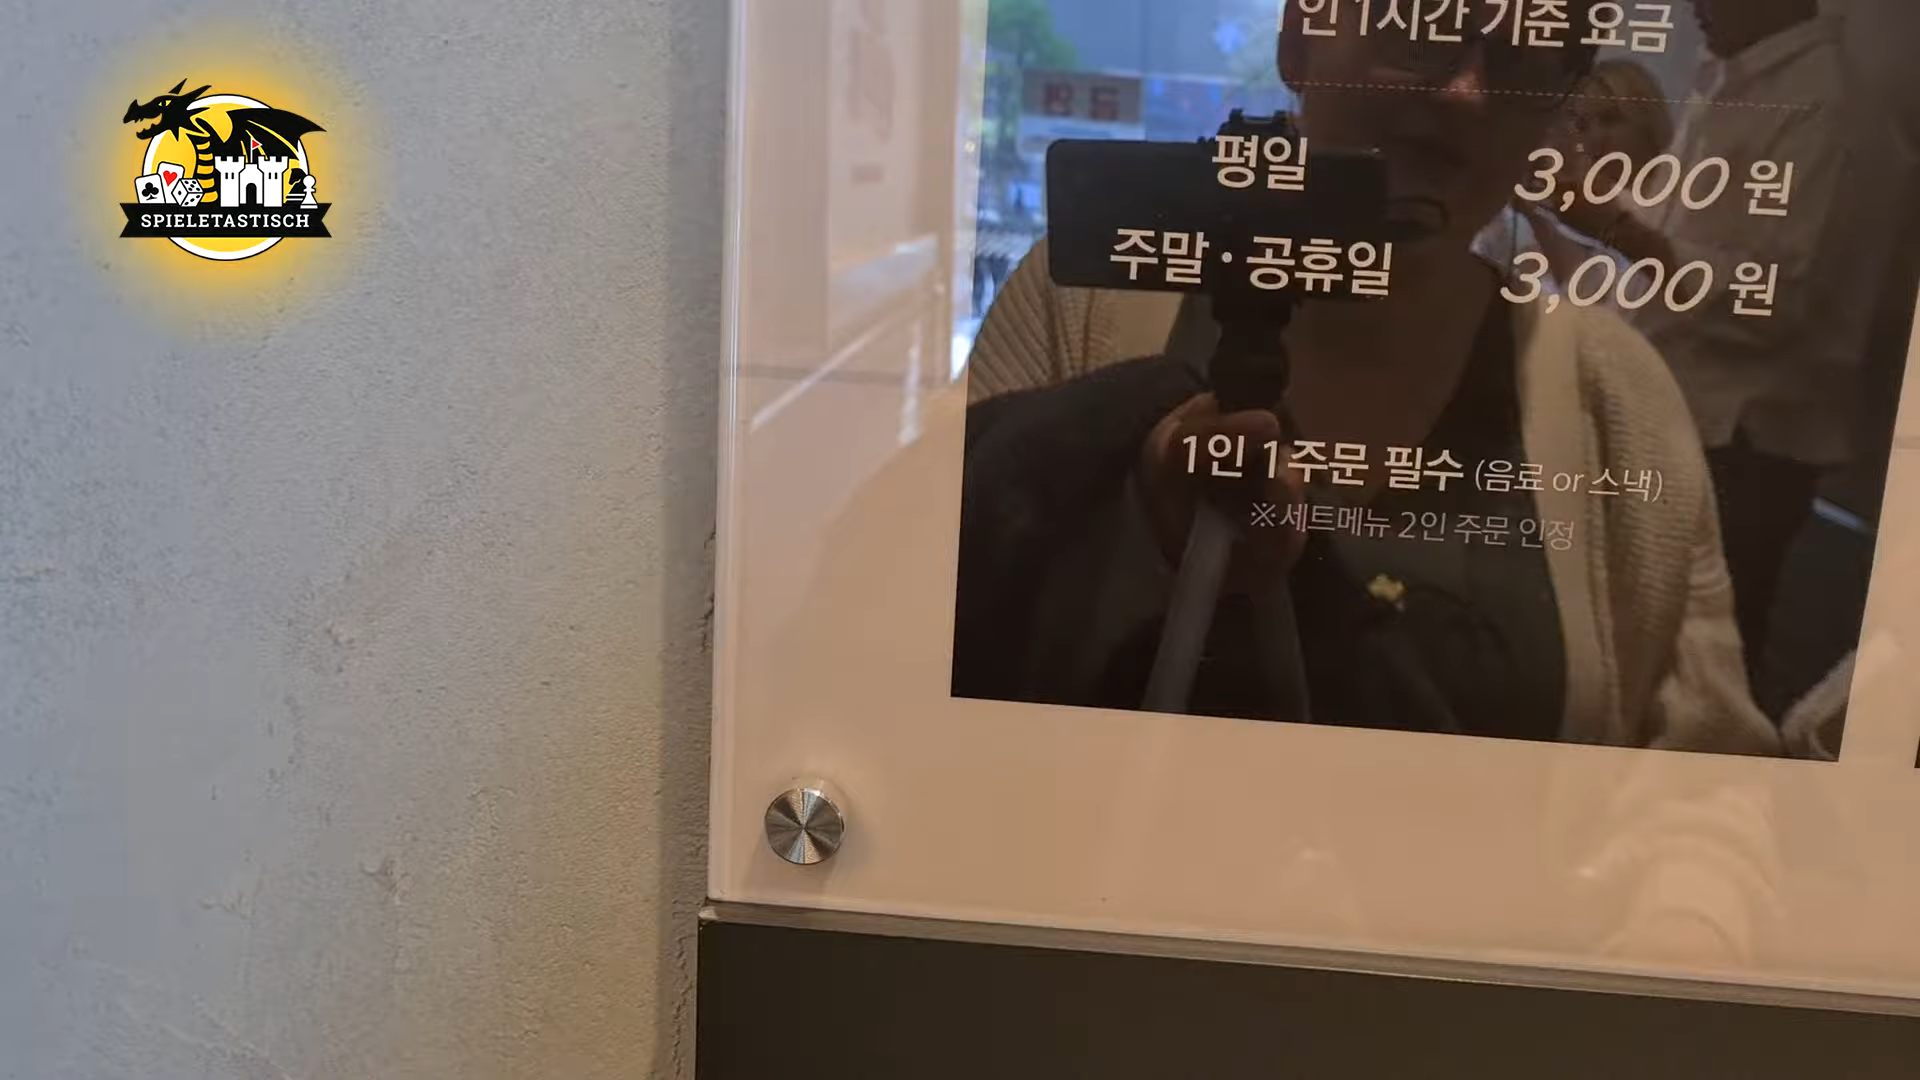 SPIELETASTISCH
1인 1시간 기준 요금
평일 3,000 원
주말·공휴일 3,000 원
1인 1주문 필수 (음료 or 스낵)
※세트메뉴 2인 주문 인정